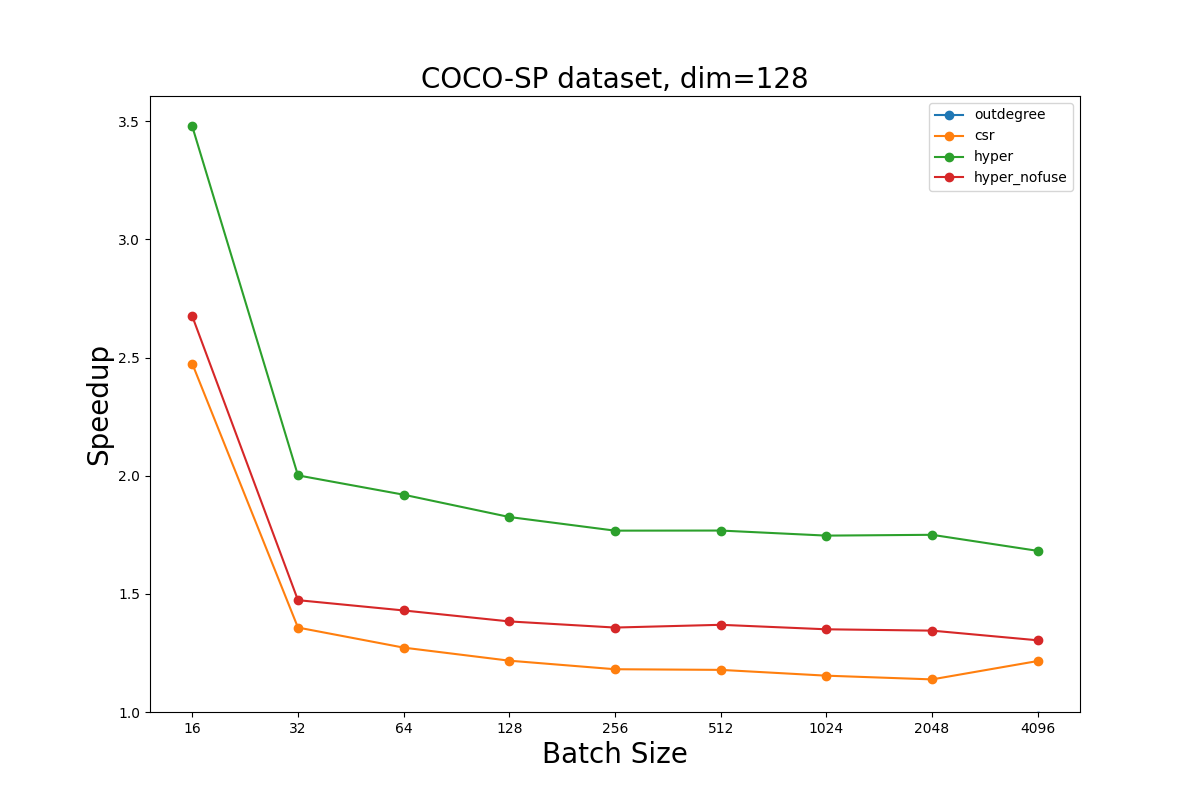 COCO-SP dataset, dim=128
outdegree
csr
hyper
hyper_nofuse
Speedup
3.5
3.0
2.5
2.0
1.5
1.0
16 32 64 128 256 512 1024 2048 4096
Batch Size